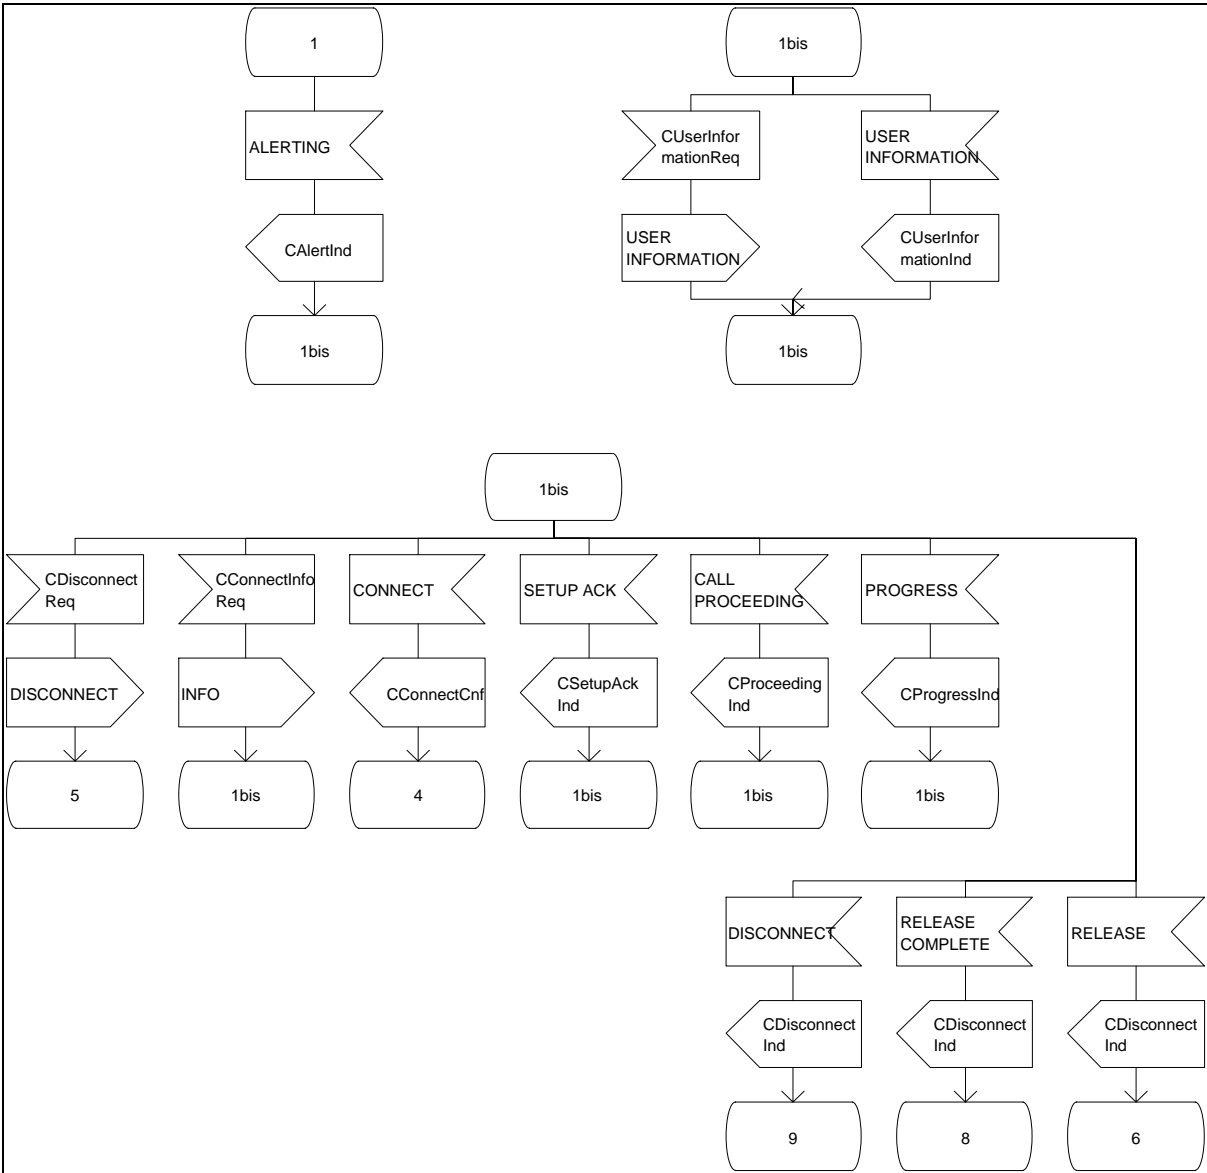 1
ALERTING
CAlertInd
1bis
1bis
CUserInfor
mationReq
USER
INFORMATION
USER
INFORMATION
CUserInfor
mationInd
1bis
1bis
CDisconnect
Req
CConnectInfo
Req
CONNECT
SETUP ACK
CALL
PROCEEDING
PROGRESS
DISCONNECT
INFO
CConnectCnf
CSetupAck
Ind
CProceeding
Ind
CProgressInd
5
1bis
4
1bis
1bis
1bis
DISCONNECT
RELEASE
COMPLETE
RELEASE
CDisconnect
Ind
CDisconnect
Ind
CDisconnect
Ind
9
8
6